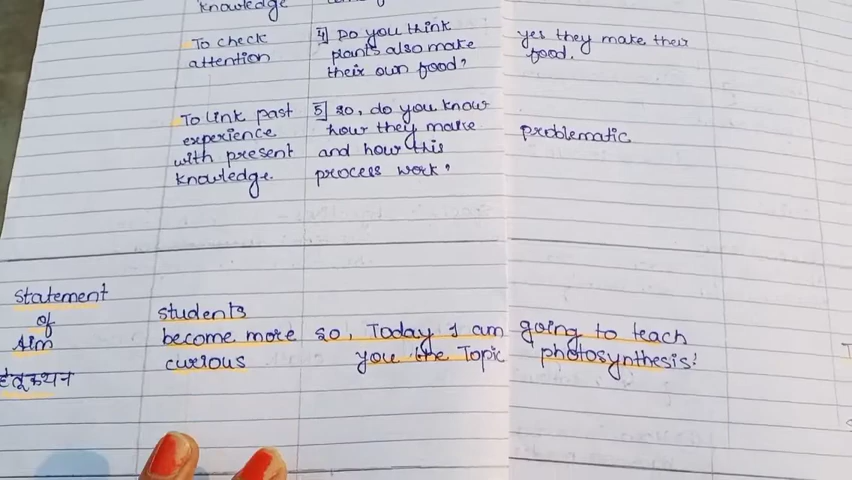 knowledge
To check
attention
4] Do you think
plants also make
their own food?
yes they make their
food.
To link past
experience
with present
knowledge.
5] so, do you know
how they make
and how this
process work?
problematic
Statement
of
Aim
हेतूकथन
students
become more
curious
so, Today I am going to teach
you the Topic photosynthesis!